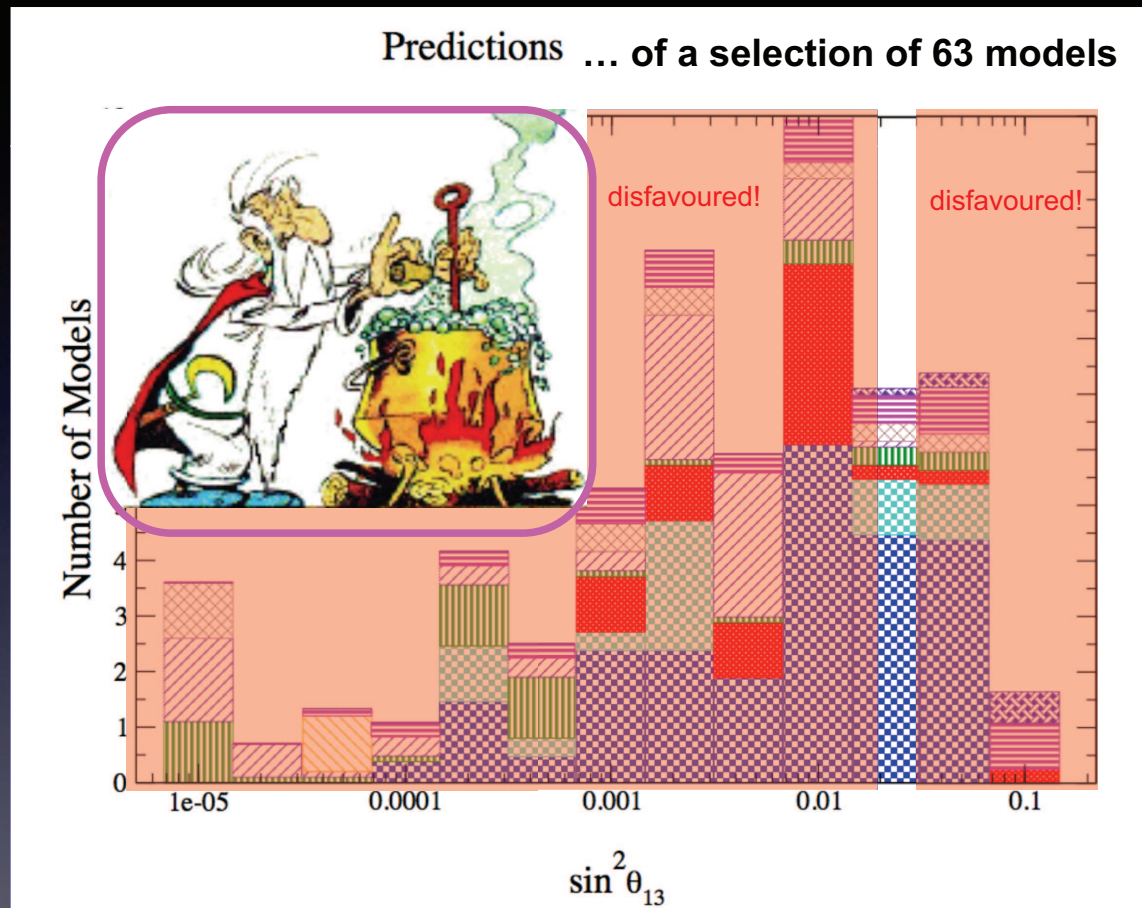 Predictions ... of a selection of 63 models
disfavoured!
disfavoured!
Number of Models
4
3
2
1
0
1e-05 0.0001 0.001 0.01 0.1
sin²θ₁₃